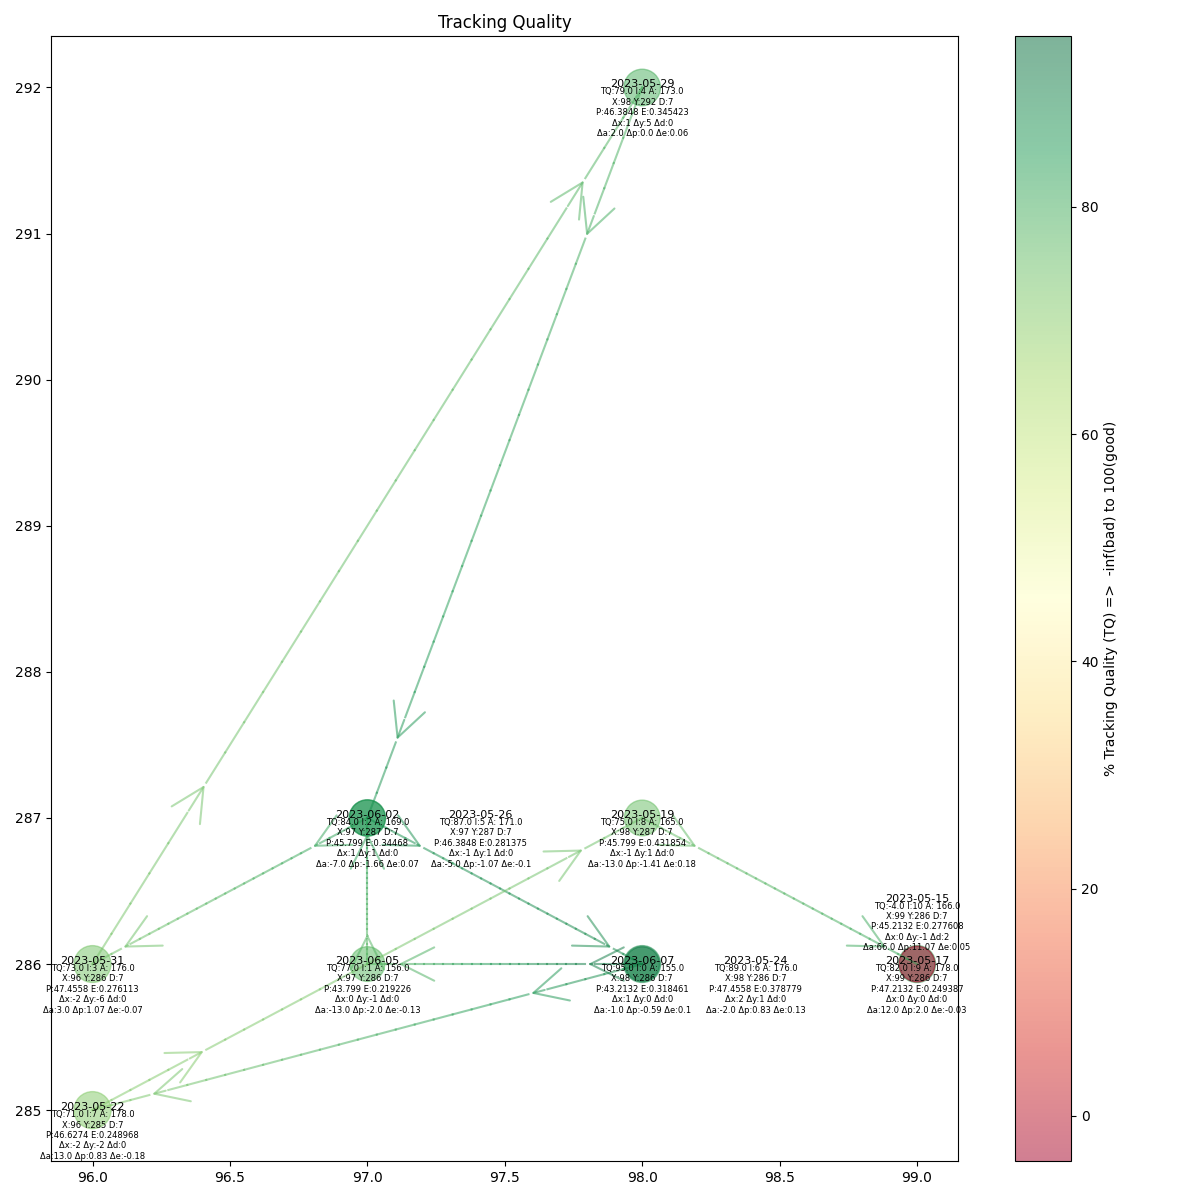 Tracking Quality
292
291
290
289
288
287
286
285
96.0
96.5
97.0
97.5
98.0
98.5
99.0
2023-05-29
TQ:79.0 I:4 A: 173.0
X:98 Y:292 D:7
P:46.3848 E:0.345423
Δx:1 Δy:5 Δd:0
Δa:2.0 Δp:0.0 Δe:0.06
2023-06-02
TQ:84.0 I:2 A: 169.0
X:97 Y:287 D:7
P:45.799 E:0.34468
Δx:1 Δy:1 Δd:0
Δa:-7.0 Δp:-1.66 Δe:0.07
2023-05-26
TQ:87.0 I:5 A: 171.0
X:97 Y:287 D:7
P:46.3848 E:0.281375
Δx:-1 Δy:1 Δd:0
Δa:-5.0 Δp:-1.07 Δe:-0.1
2023-05-19
TQ:75.0 I:8 A: 165.0
X:98 Y:287 D:7
P:45.799 E:0.431854
Δx:-1 Δy:1 Δd:0
Δa:-13.0 Δp:-1.41 Δe:0.18
2023-05-15
TQ:-4.0 I:10 A: 166.0
X:99 Y:286 D:7
P:45.2132 E:0.277608
Δx:0 Δy:-1 Δd:2
Δa:66.0 Δp:11.07 Δe:0.05
2023-05-31
TQ:73.0 I:3 A: 176.0
X:96 Y:286 D:7
P:47.4558 E:0.276113
Δx:-2 Δy:-6 Δd:0
Δa:3.0 Δp:1.07 Δe:-0.07
2023-06-05
TQ:77.0 I:1 A: 156.0
X:97 Y:286 D:7
P:43.799 E:0.219226
Δx:0 Δy:-1 Δd:0
Δa:-13.0 Δp:-2.0 Δe:-0.13
2023-06-07
I:0 A: 155.0
X:98 Y:286 D:7
P:43.2132 E:0.318461
Δx:1 Δy:0 Δd:0
Δa:-1.0 Δp:-0.59 Δe:0.1
2023-05-24
TQ:89.0 I:6 A: 176.0
X:98 Y:286 D:7
P:47.4558 E:0.378779
Δx:2 Δy:1 Δd:0
Δa:-2.0 Δp:0.83 Δe:0.13
2023-05-17
I:9 A: 178.0
X:99 Y:286 D:7
P:47.2132 E:0.249387
Δx:0 Δy:0 Δd:0
Δa:12.0 Δp:2.0 Δe:-0.03
2023-05-22
TQ:71.0 I:7 A: 178.0
X:96 Y:285 D:7
P:46.6274 E:0.248968
Δx:-2 Δy:-2 Δd:0
Δa:13.0 Δp:0.83 Δe:-0.18
80
60
40
20
0
% Tracking Quality (TQ) => -inf(bad) to 100(good)